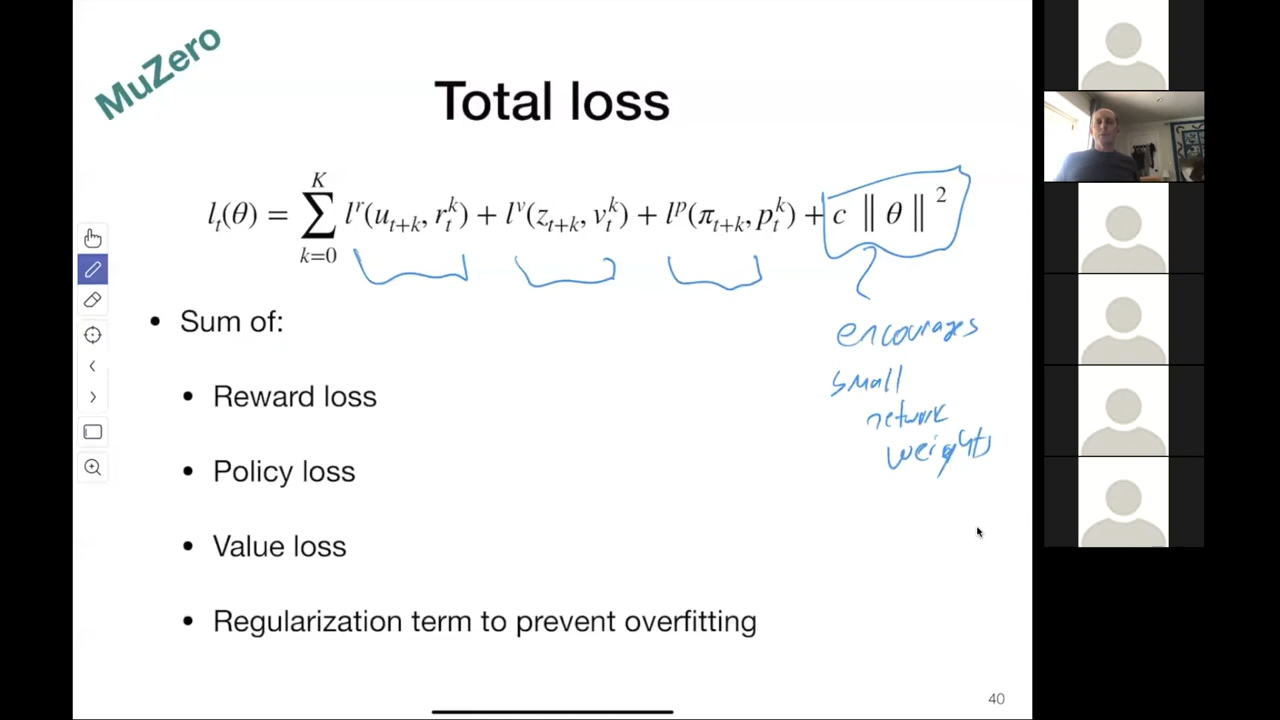 MuZero
Total loss
l_t(θ) = \sum_{k=0}^{K} l^r(u_{t+k}, r_t^k) + l^v(z_{t+k}, v_t^k) + l^p(π_{t+k}, p_t^k) + c ‖ θ ‖ ^2
• Sum of:
• Reward loss
• Policy loss
• Value loss
• Regularization term to prevent overfitting
encourages
small
network
weights
40